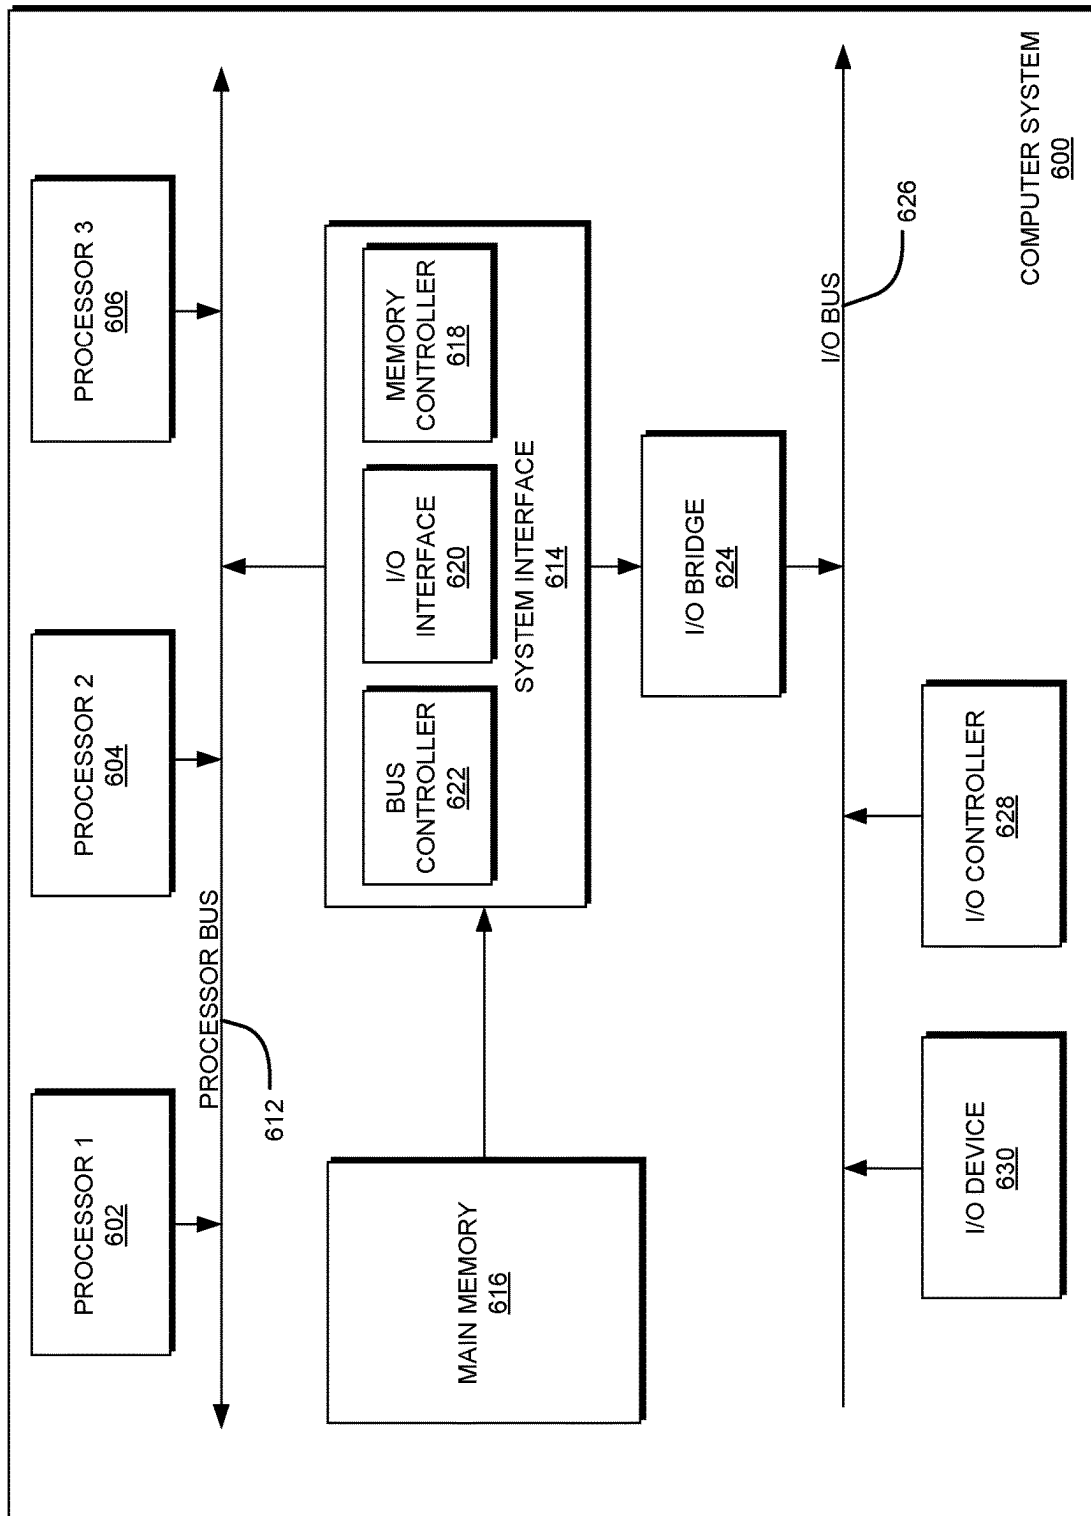 PROCESSOR 1
602
PROCESSOR 2
604
PROCESSOR 3
606
PROCESSOR BUS
612
MAIN MEMORY
616
BUS
CONTROLLER
622
I/O
INTERFACE
620
MEMORY
CONTROLLER
618
SYSTEM INTERFACE
614
I/O BRIDGE
624
I/O BUS
626
I/O DEVICE
630
I/O CONTROLLER
628
COMPUTER SYSTEM
600